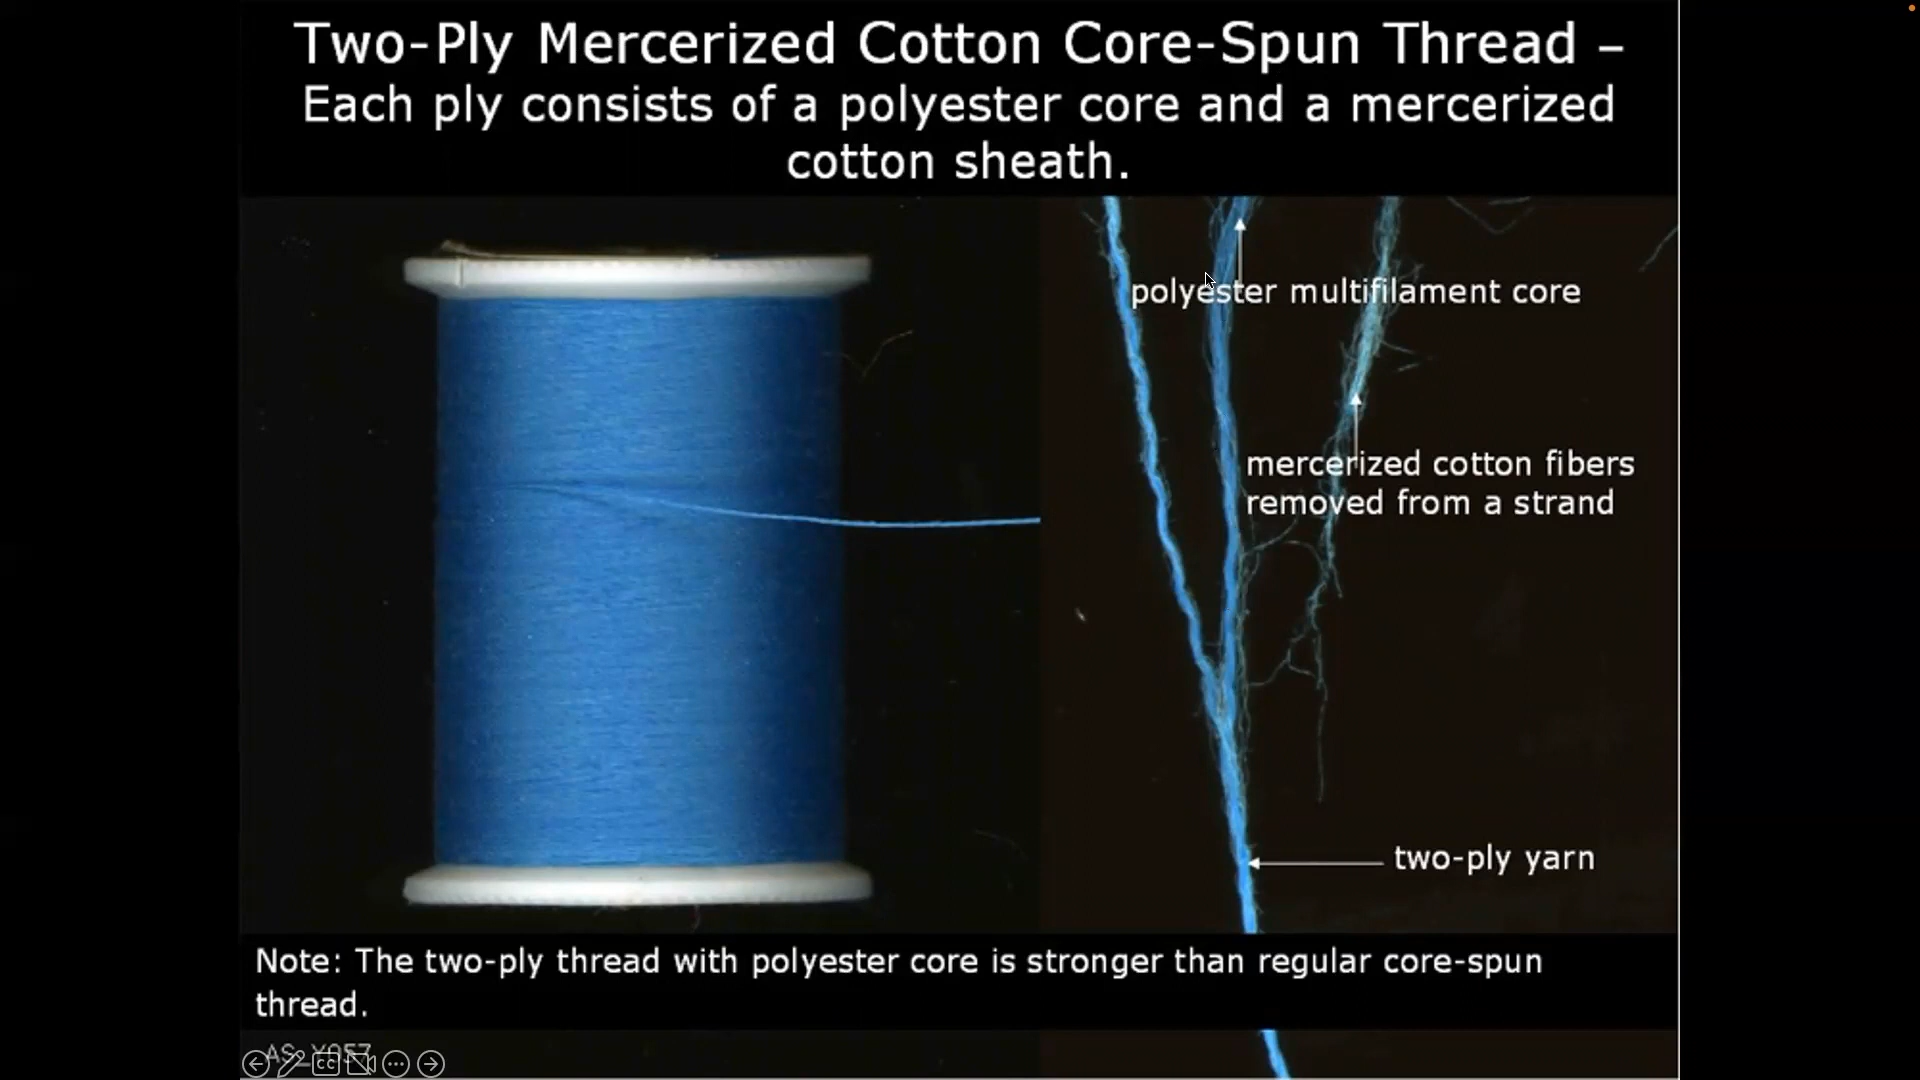 Two-Ply Mercerized Cotton Core-Spun Thread –
Each ply consists of a polyester core and a mercerized
cotton sheath.
polyester multifilament core
mercerized cotton fibers
removed from a strand
two-ply yarn
Note: The two-ply thread with polyester core is stronger than regular core-spun
thread.
AS_Y057
CC